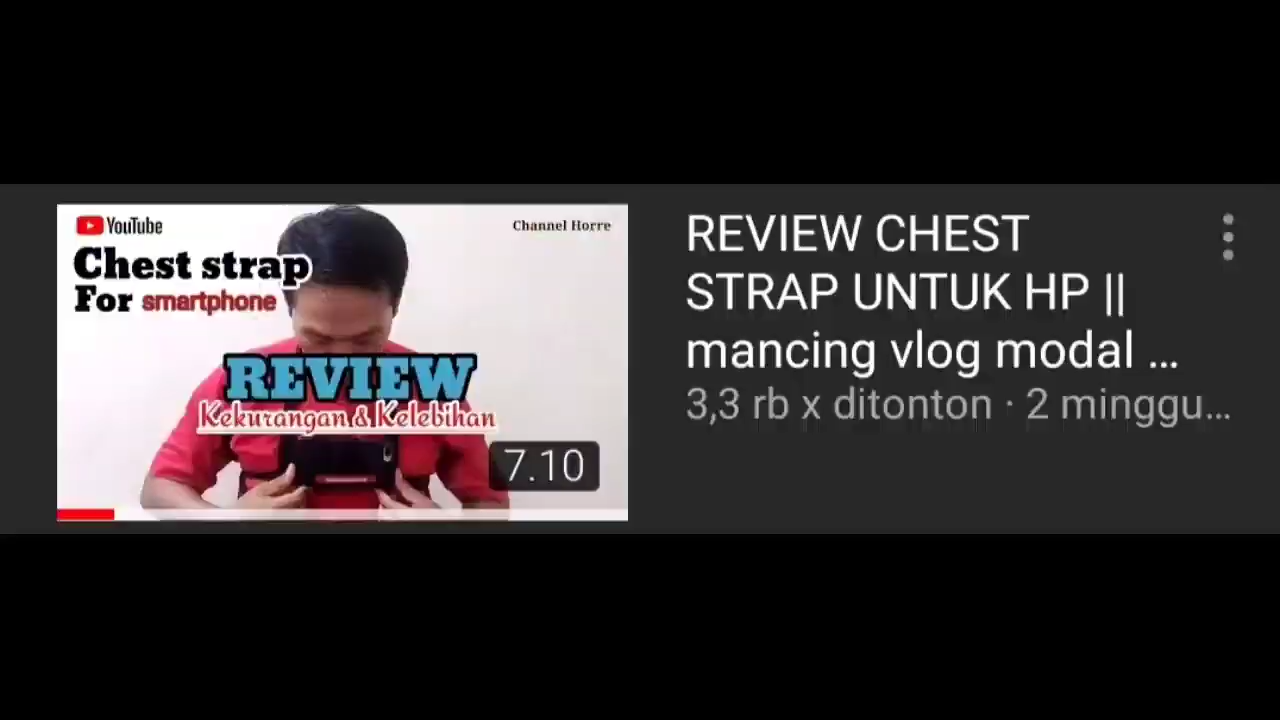 YouTube
Channel Horre
Chest strap
For smartphone
REVIEW
Kekurangan & Kelebihan
7.10
REVIEW CHEST
STRAP UNTUK HP ||
mancing vlog modal ...
3,3 rb x ditonton · 2 minggu...